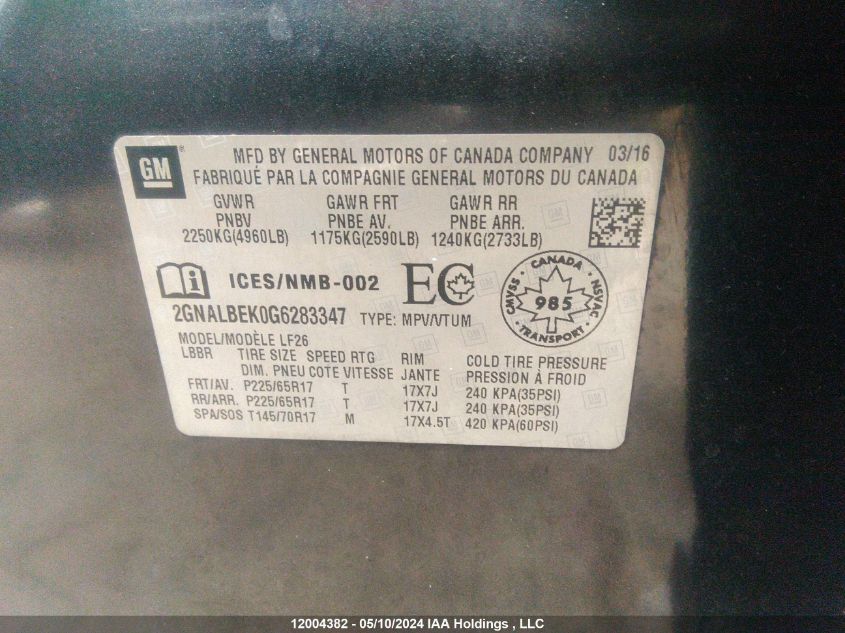 GM ® MFD BY GENERAL MOTORS OF CANADA COMPANY 03/16
FABRIQUÉ PAR LA COMPAGNIE GENERAL MOTORS DU CANADA
GVWR GAWR FRT GAWR RR
PNBV PNBE AV. PNBE ARR.
2250KG(4960LB) 1175KG(2590LB) 1240KG(2733LB)
ICES/NMB-002 EC
CANADA CMVSS NSVAC 985 TRANSPORT
2GNALBEK0G6283347 TYPE: MPV/VTUM
MODEL/MODÈLE LF26
LBBR TIRE SIZE SPEED RTG RIM COLD TIRE PRESSURE
DIM. PNEU COTE VITESSE JANTE PRESSION À FROID
FRT/AV. P225/65R17 T 17X7J 240 KPA(35PSI)
RR/ARR. P225/65R17 T 17X7J 240 KPA(35PSI)
SPA/SOS T145/70R17 M 17X4.5T 420 KPA(60PSI)
12004382 - 05/10/2024 IAA Holdings , LLC